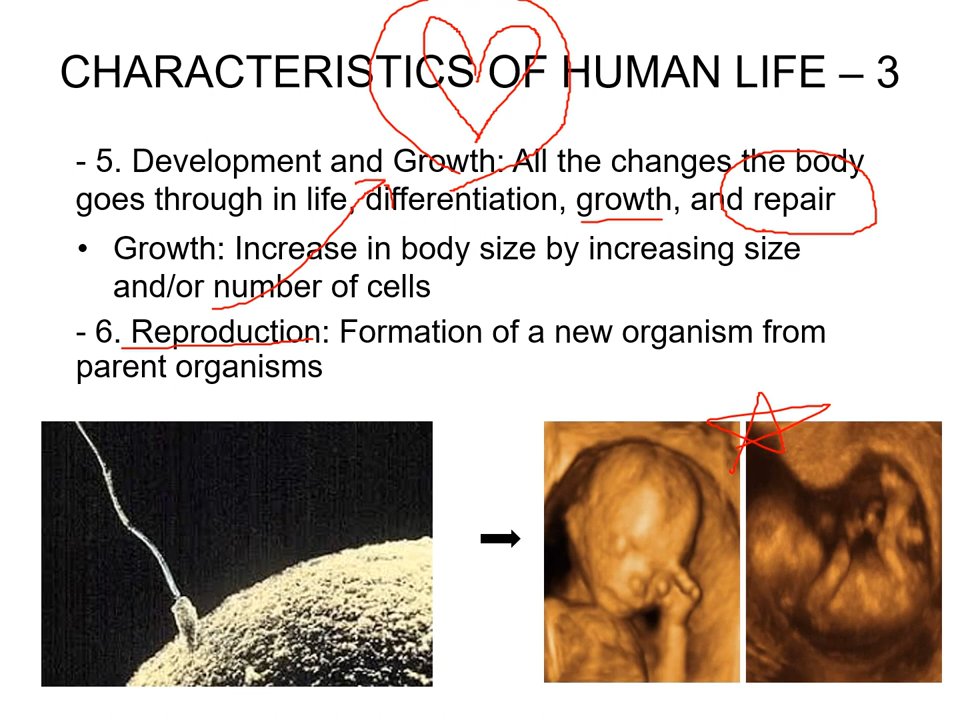 CHARACTERISTICS OF HUMAN LIFE – 3
- 5. Development and Growth: All the changes the body
goes through in life, differentiation, growth, and repair
• Growth: Increase in body size by increasing size
and/or number of cells
- 6. Reproduction: Formation of a new organism from
parent organisms